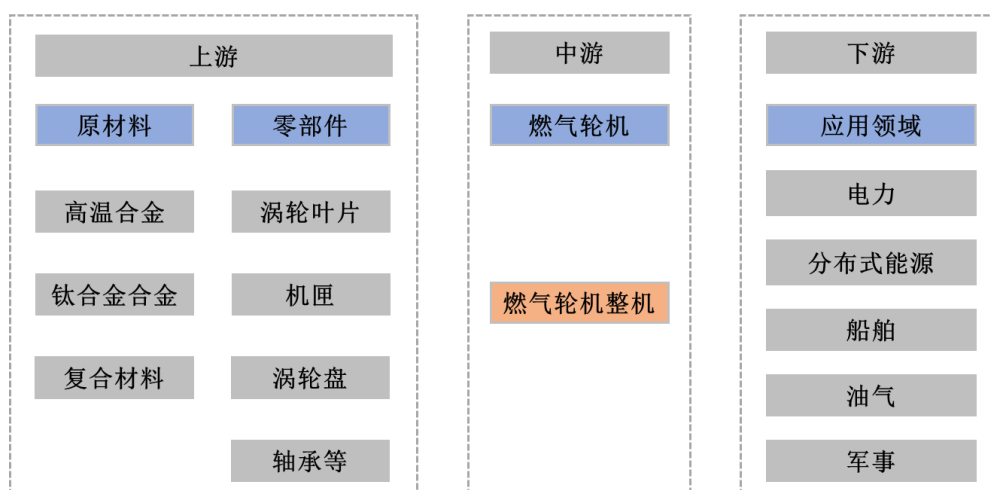 上游
原材料
零部件
高温合金
涡轮叶片
钛合金合金
机匣
复合材料
涡轮盘
轴承等
中游
燃气轮机
燃气轮机整机
下游
应用领域
电力
分布式能源
船舶
油气
军事